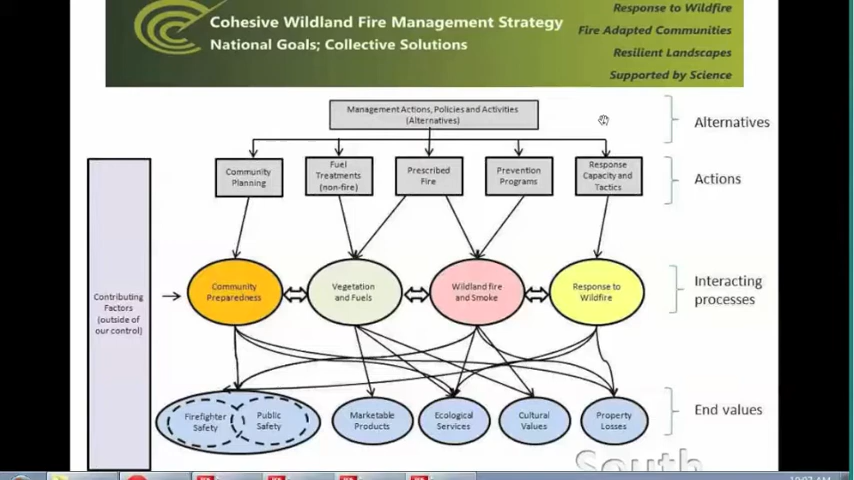 Cohesive Wildland Fire Management Strategy
National Goals; Collective Solutions
Response to Wildfire
Fire Adapted Communities
Resilient Landscapes
Supported by Science
Management Actions, Policies and Activities
(Alternatives)
Alternatives
Community
Planning
Fuel
Treatments
(non-fire)
Prescribed
Fire
Prevention
Programs
Response
Capacity and
Tactics
Actions
Contributing
Factors
(outside of
our control)
Community
Preparedness
Vegetation
and Fuels
Wildland fire
and Smoke
Response to
Wildfire
Interacting
processes
Firefighter
Safety
Public
Safety
Marketable
Products
Ecological
Services
Cultural
Values
Property
Losses
End values
South
10:07 AM